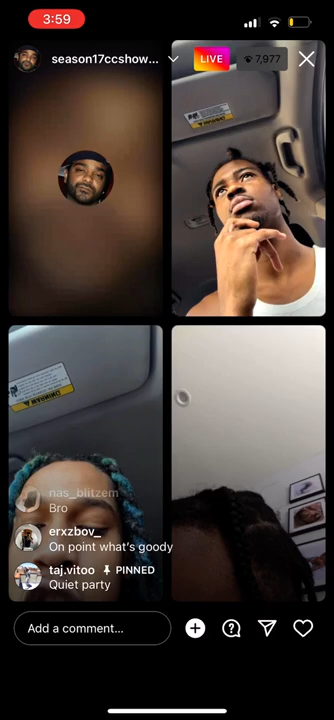 3:59
season17ccshow...
LIVE
7,977
WARNING
nas_blitzem
Bro
erxzbov_
On point what's goody
taj.vitoo PINNED
Quiet party
Add a comment...